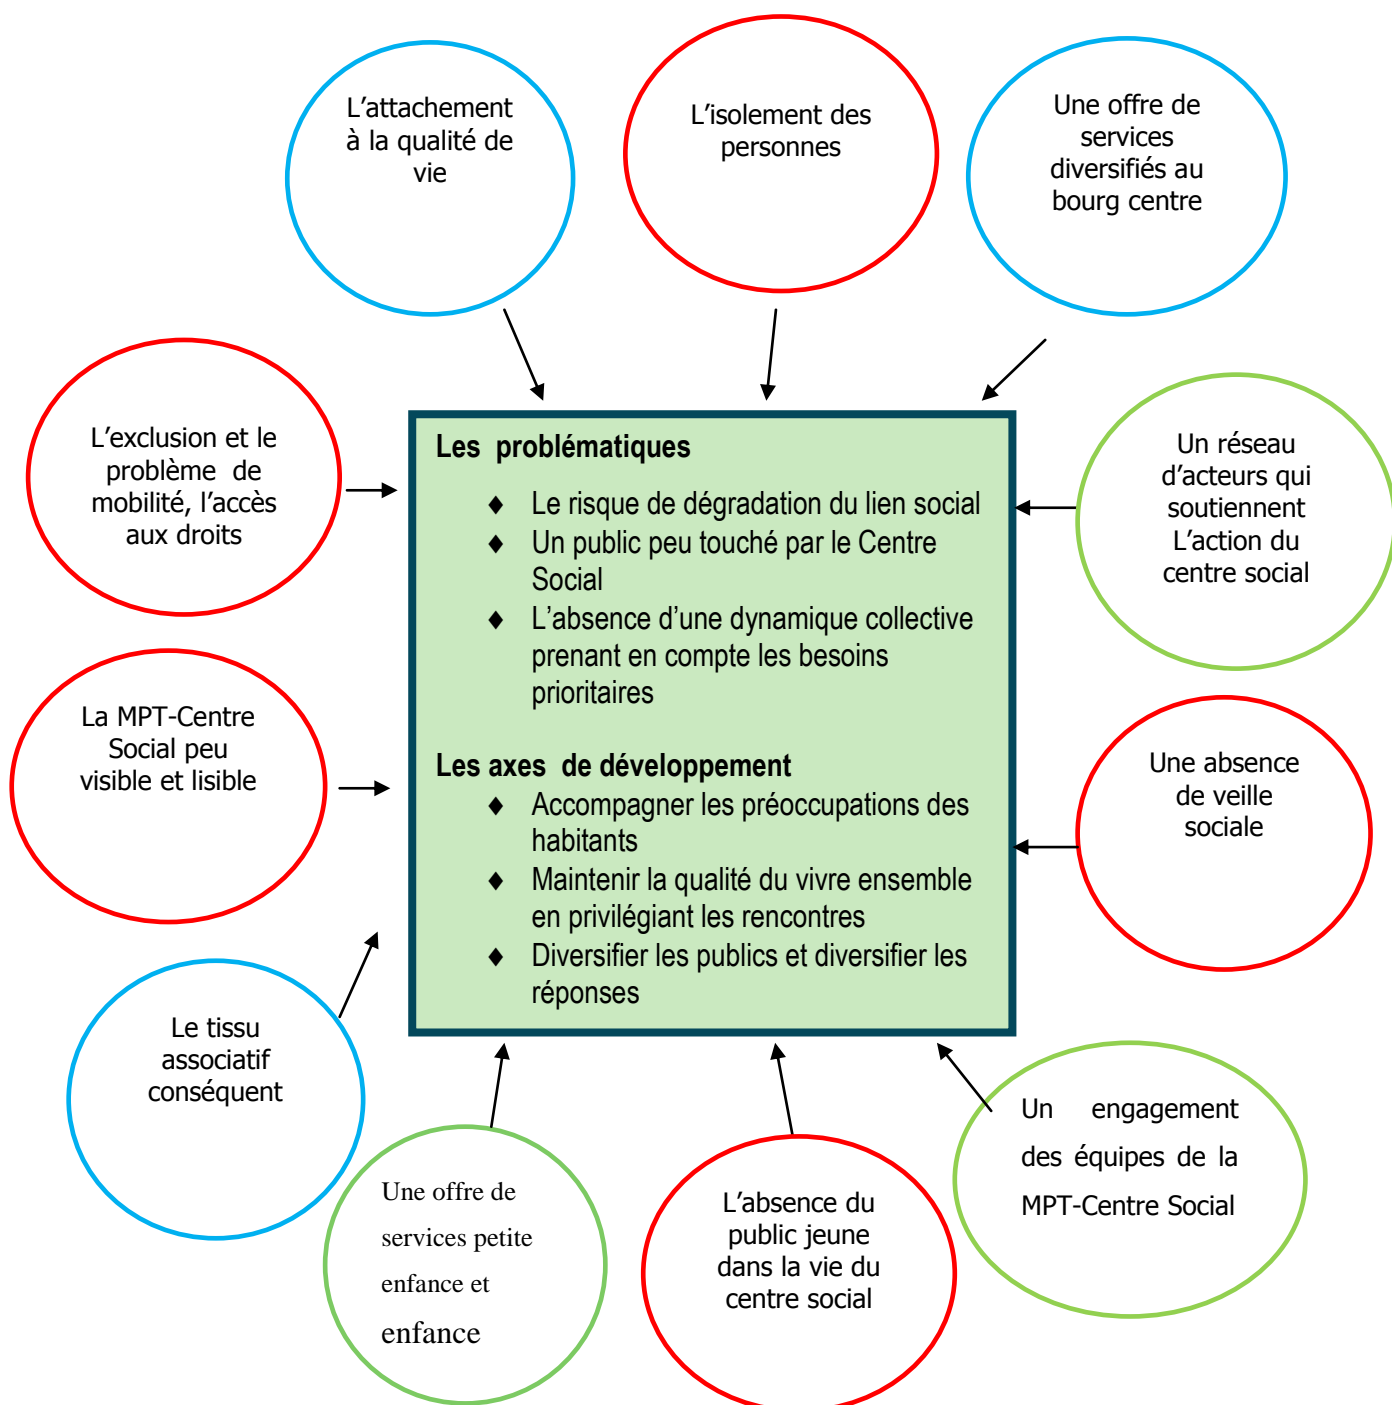 L’attachement
à la qualité de
vie
L’isolement des
personnes
Une offre de
services
diversifiés au
bourg centre
L’exclusion et le
problème de
mobilité, l’accès
aux droits
Les problématiques
♦ Le risque de dégradation du lien social
♦ Un public peu touché par le Centre
Social
♦ L’absence d’une dynamique collective
prenant en compte les besoins
prioritaires
Les axes de développement
♦ Accompagner les préoccupations des
habitants
♦ Maintenir la qualité du vivre ensemble
en privilégiant les rencontres
♦ Diversifier les publics et diversifier les
réponses
Un réseau
d’acteurs qui
soutiennent
L’action du
centre social
La MPT-Centre
Social peu
visible et lisible
Une absence
de veille
sociale
Le tissu
associatif
conséquent
Une offre de
services petite
enfance et
enfance
L’absence du
public jeune
dans la vie du
centre social
Un engagement
des équipes de la
MPT-Centre Social